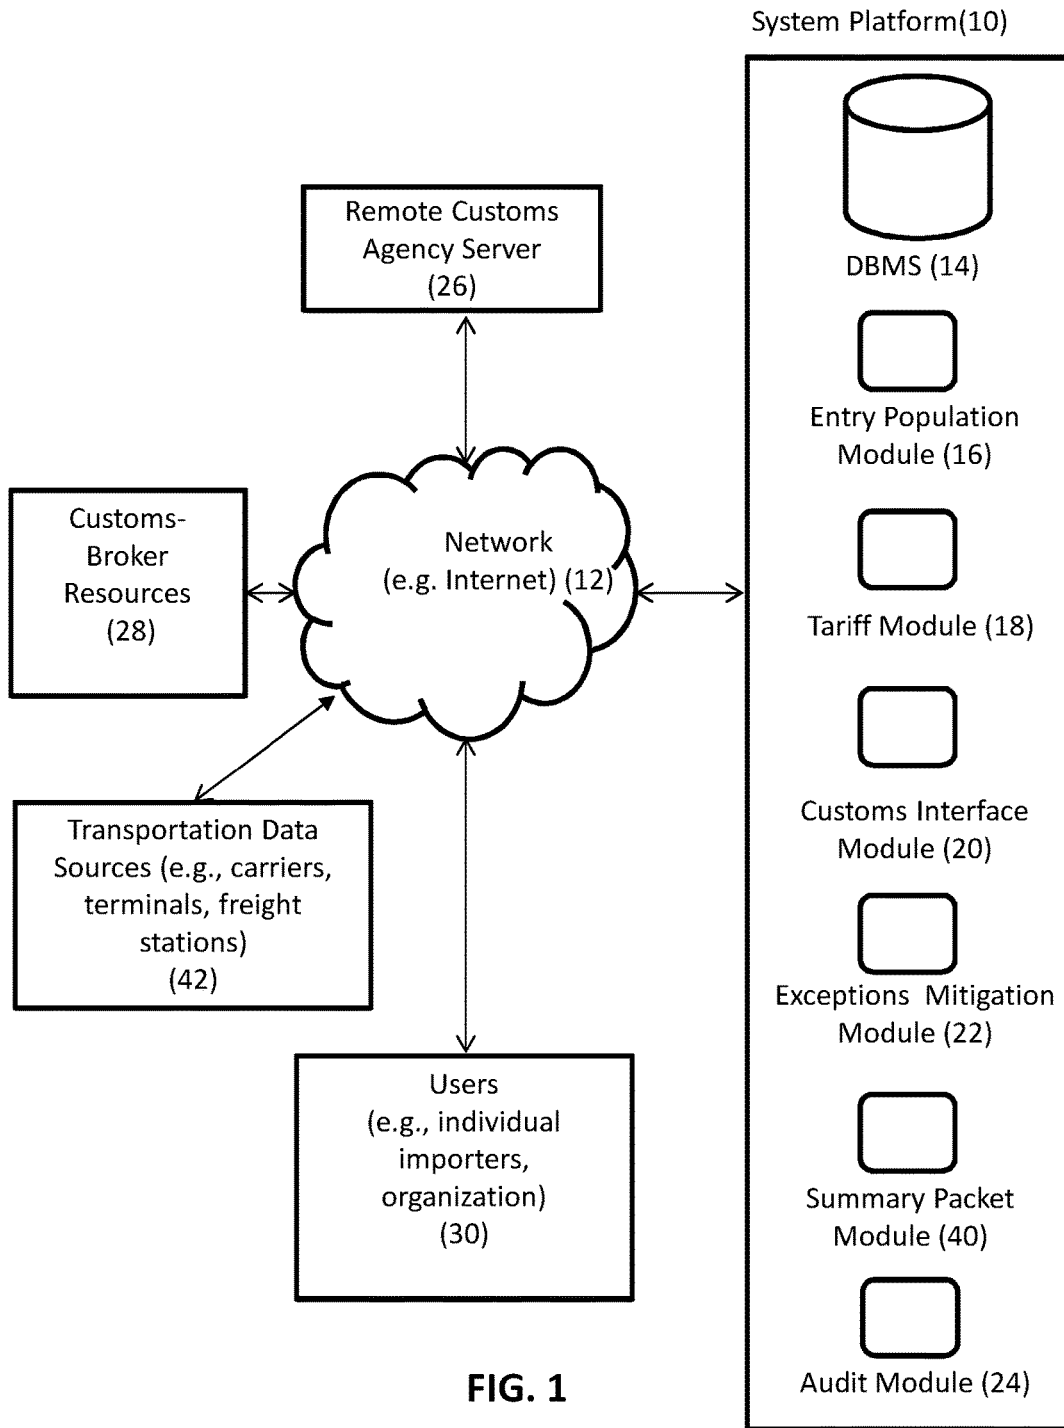 System Platform(10)
DBMS (14)
Entry Population
Module (16)
Tariff Module (18)
Customs Interface
Module (20)
Exceptions  Mitigation
Module (22)
Summary Packet
Module (40)
Audit Module (24)
Remote Customs
Agency Server
(26)
Network
(e.g. Internet) (12)
Customs-
Broker
Resources
(28)
Transportation Data
Sources (e.g., carriers,
terminals, freight
stations)
(42)
Users
(e.g., individual
importers,
organization)
(30)
FIG. 1